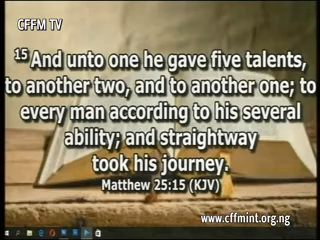 CFFM TV
15 And unto one he gave five talents,
to another two, and to another one; to
every man according to his several
ability; and straightway
took his journey.
Matthew 25:15 (KJV)
www.cffmint.org.ng